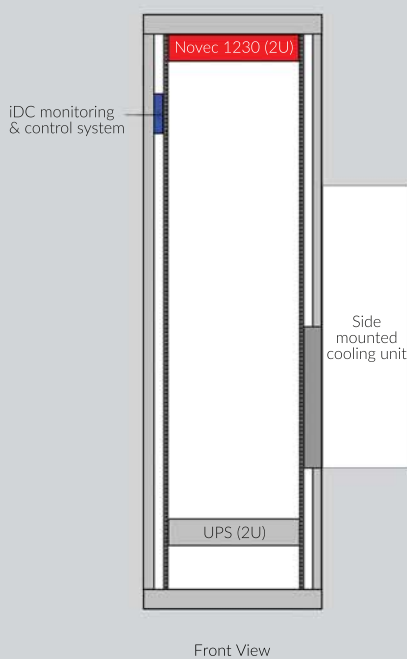 Novec 1230 (2U)
iDC monitoring
& control system
Side
mounted
cooling unit
UPS (2U)
Front View